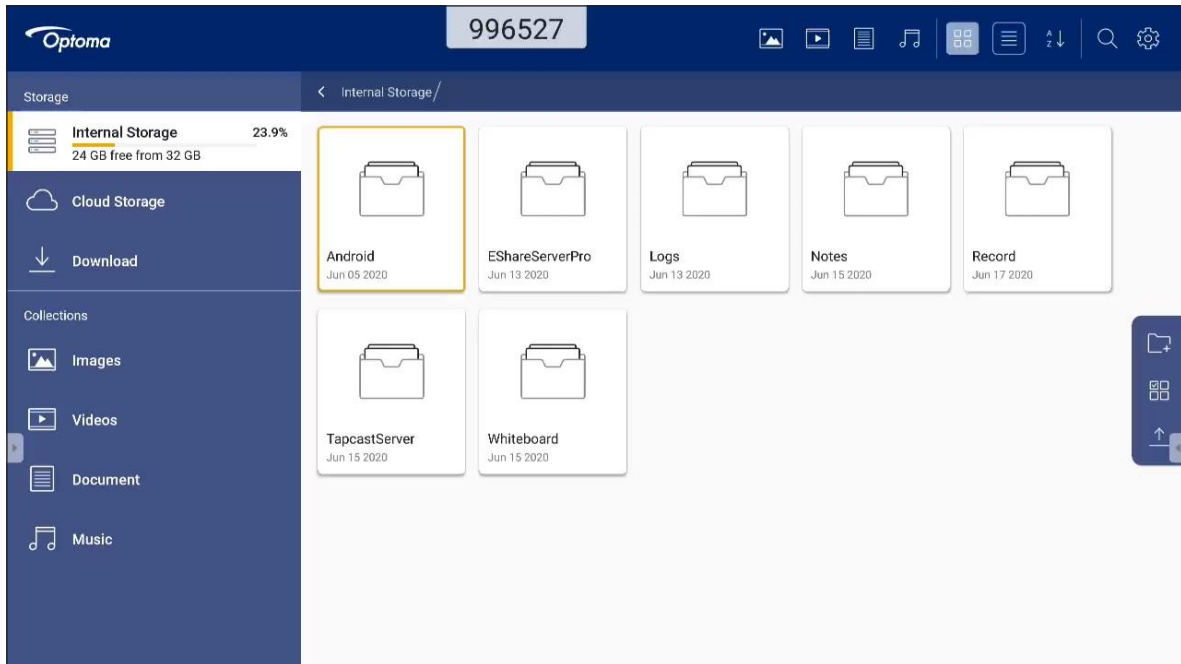 Optoma
996527
A
Z
Storage
Internal Storage/
Internal Storage 23.9%
24 GB free from 32 GB
Cloud Storage
Download
Collections
Images
Videos
Document
Music
Android
Jun 05 2020
EShareServerPro
Jun 13 2020
Logs
Jun 13 2020
Notes
Jun 15 2020
Record
Jun 17 2020
TapcastServer
Jun 15 2020
Whiteboard
Jun 15 2020